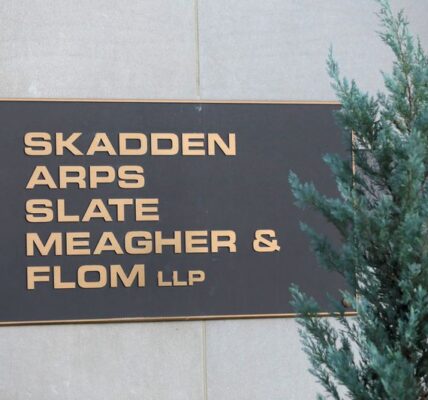 SKADDEN
ARPS
SLATE
MEAGHER &
FLOM LLP